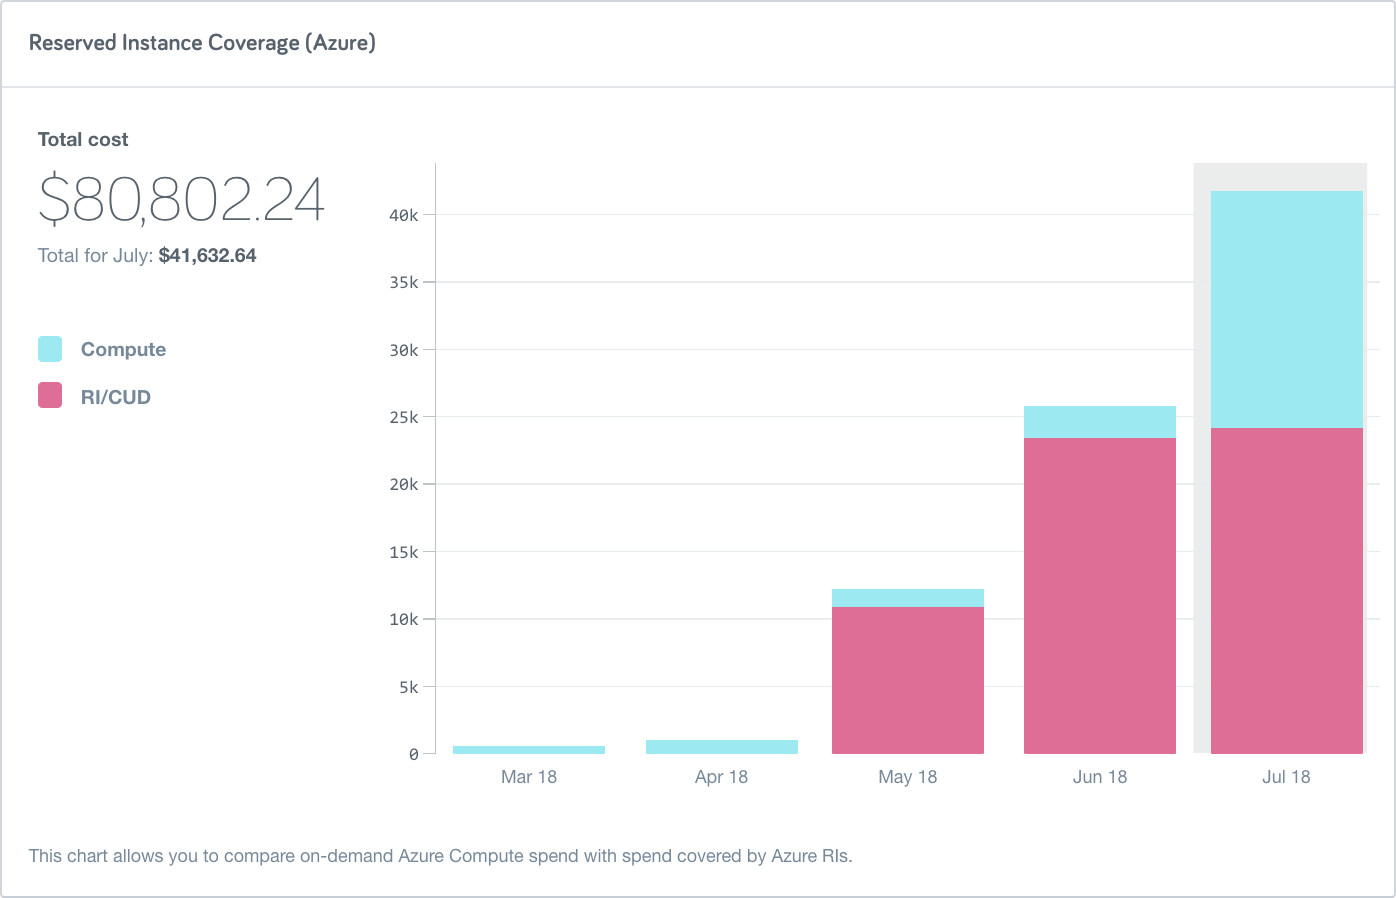 Reserved Instance Coverage (Azure)
Total cost
$80,802.24
Total for July: $41,632.64
Compute
RI/CUD
40k
35k
30k
25k
20k
15k
10k
5k
0
Mar 18 Apr 18 May 18 Jun 18 Jul 18
This chart allows you to compare on-demand Azure Compute spend with spend covered by Azure RIs.